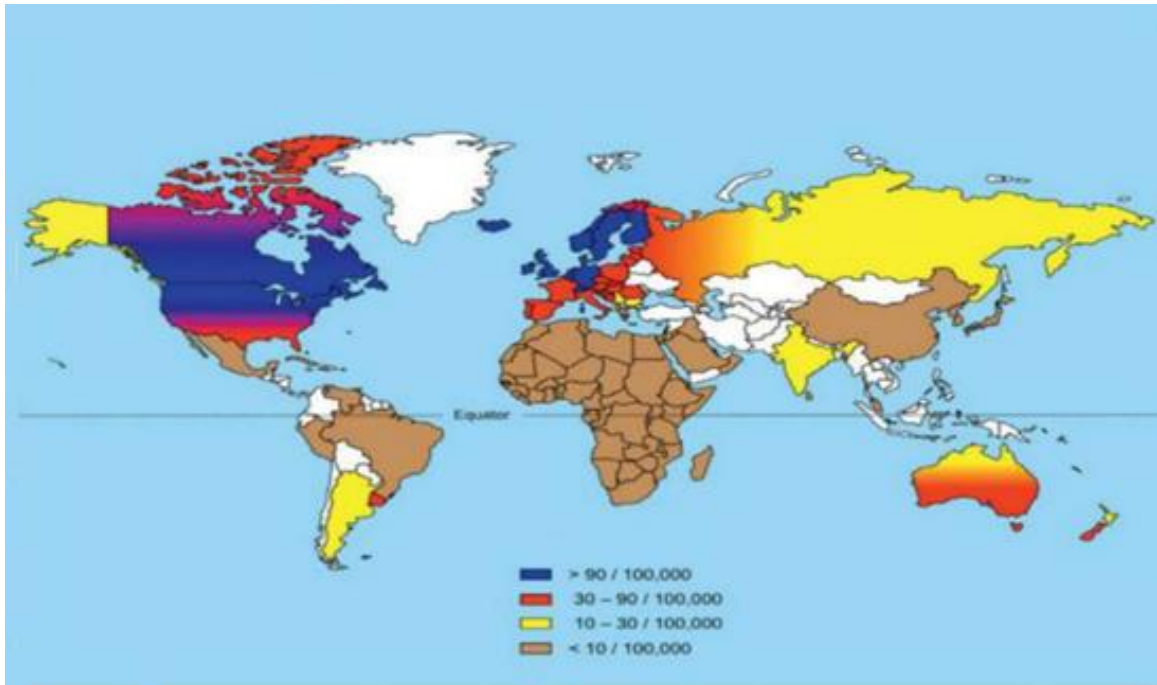 Equator
> 90 / 100,000
30 – 90 / 100,000
10 – 30 / 100,000
< 10 / 100,000